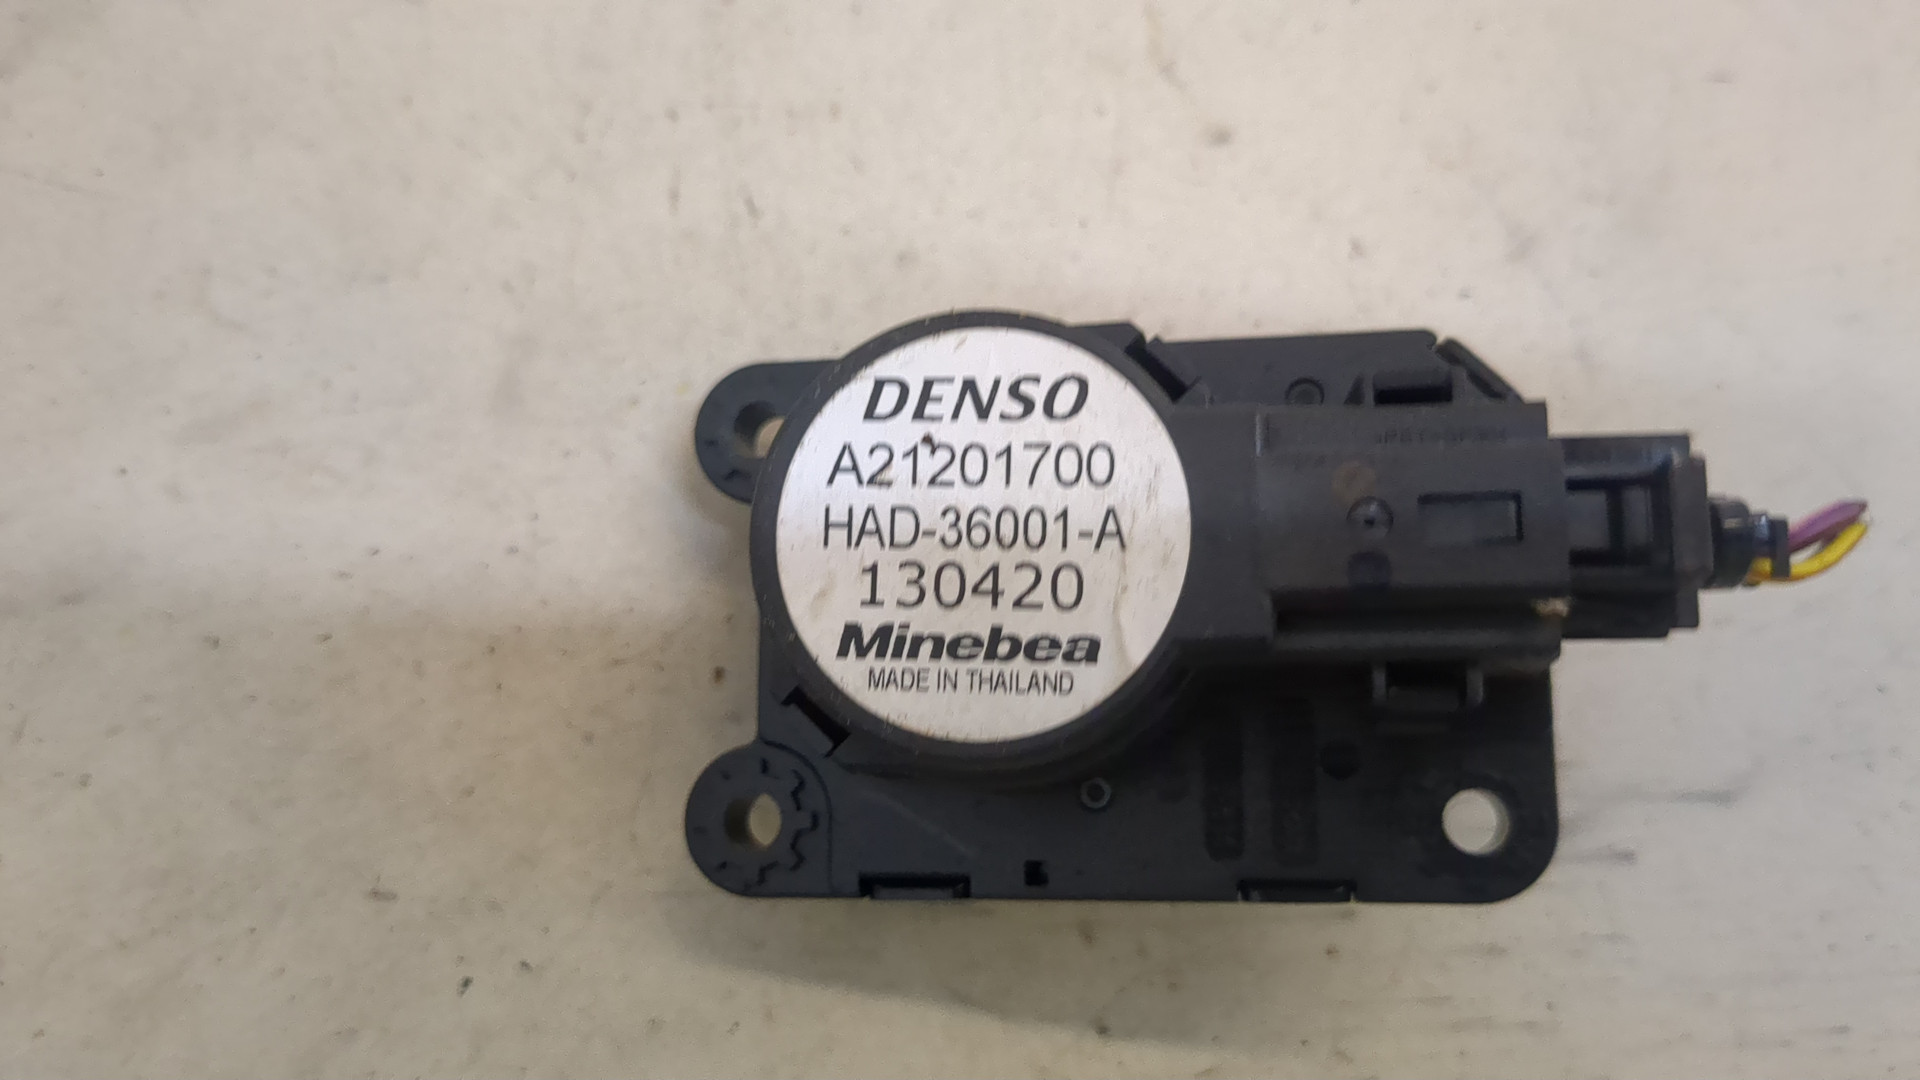 DENSO
A21201700
HAD-36001-A
130420
Minebea
MADE IN THAILAND